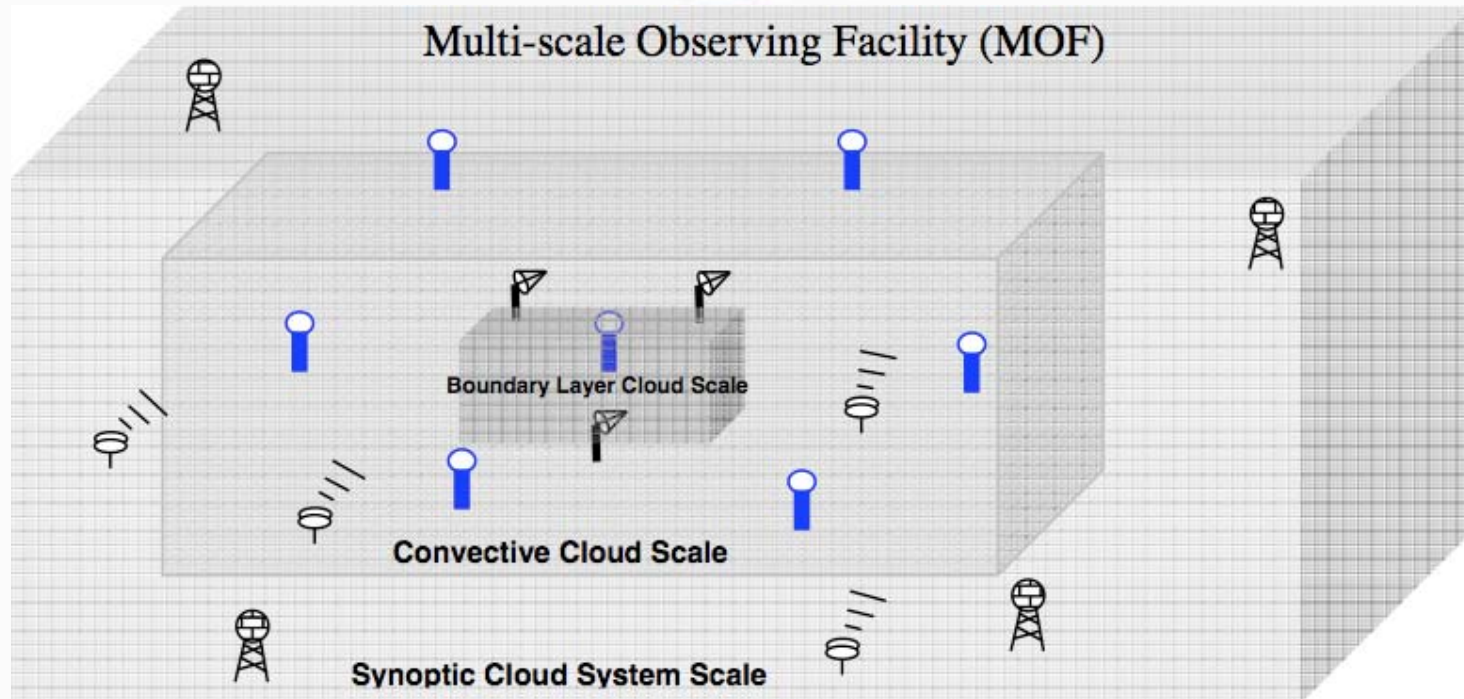 Multi-scale Observing Facility (MOF)
Boundary Layer Cloud Scale
Convective Cloud Scale
Synoptic Cloud System Scale